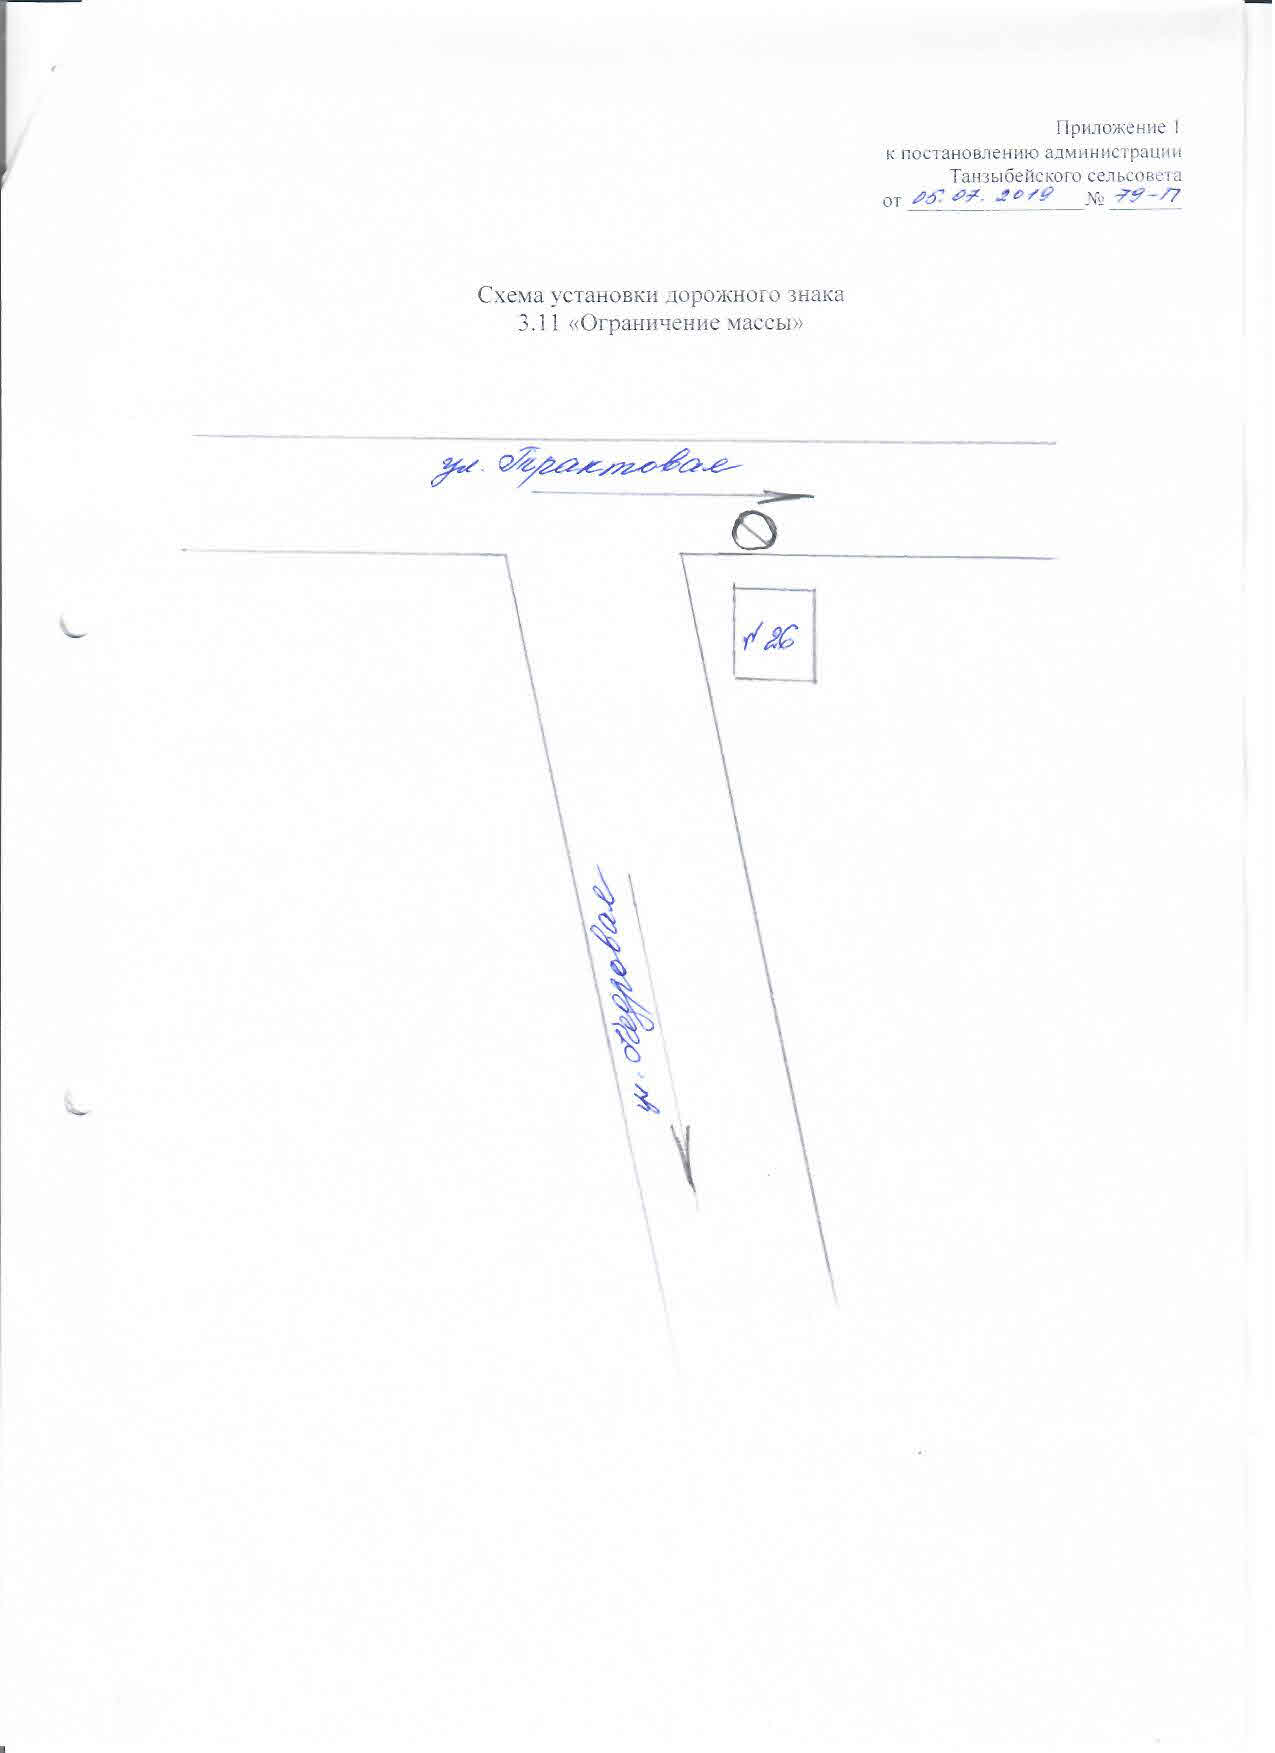 Приложение 1
к постановлению администрации
Танзыбейского сельсовета
от 05.07.2019 № 79-П
Схема установки дорожного знака
3.11 «Ограничение массы»
ул. Трактовая
№ 26
ул. Кедровая